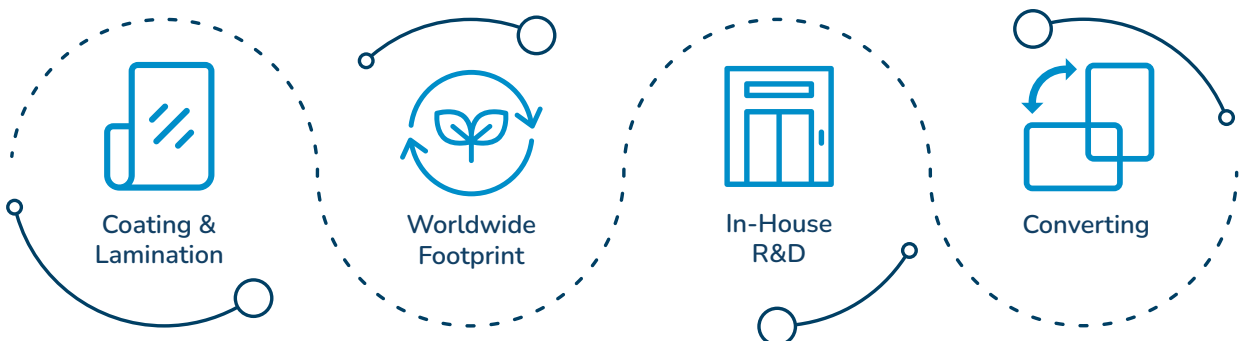 Coating &
Lamination
Worldwide
Footprint
In-House
R&D
Converting